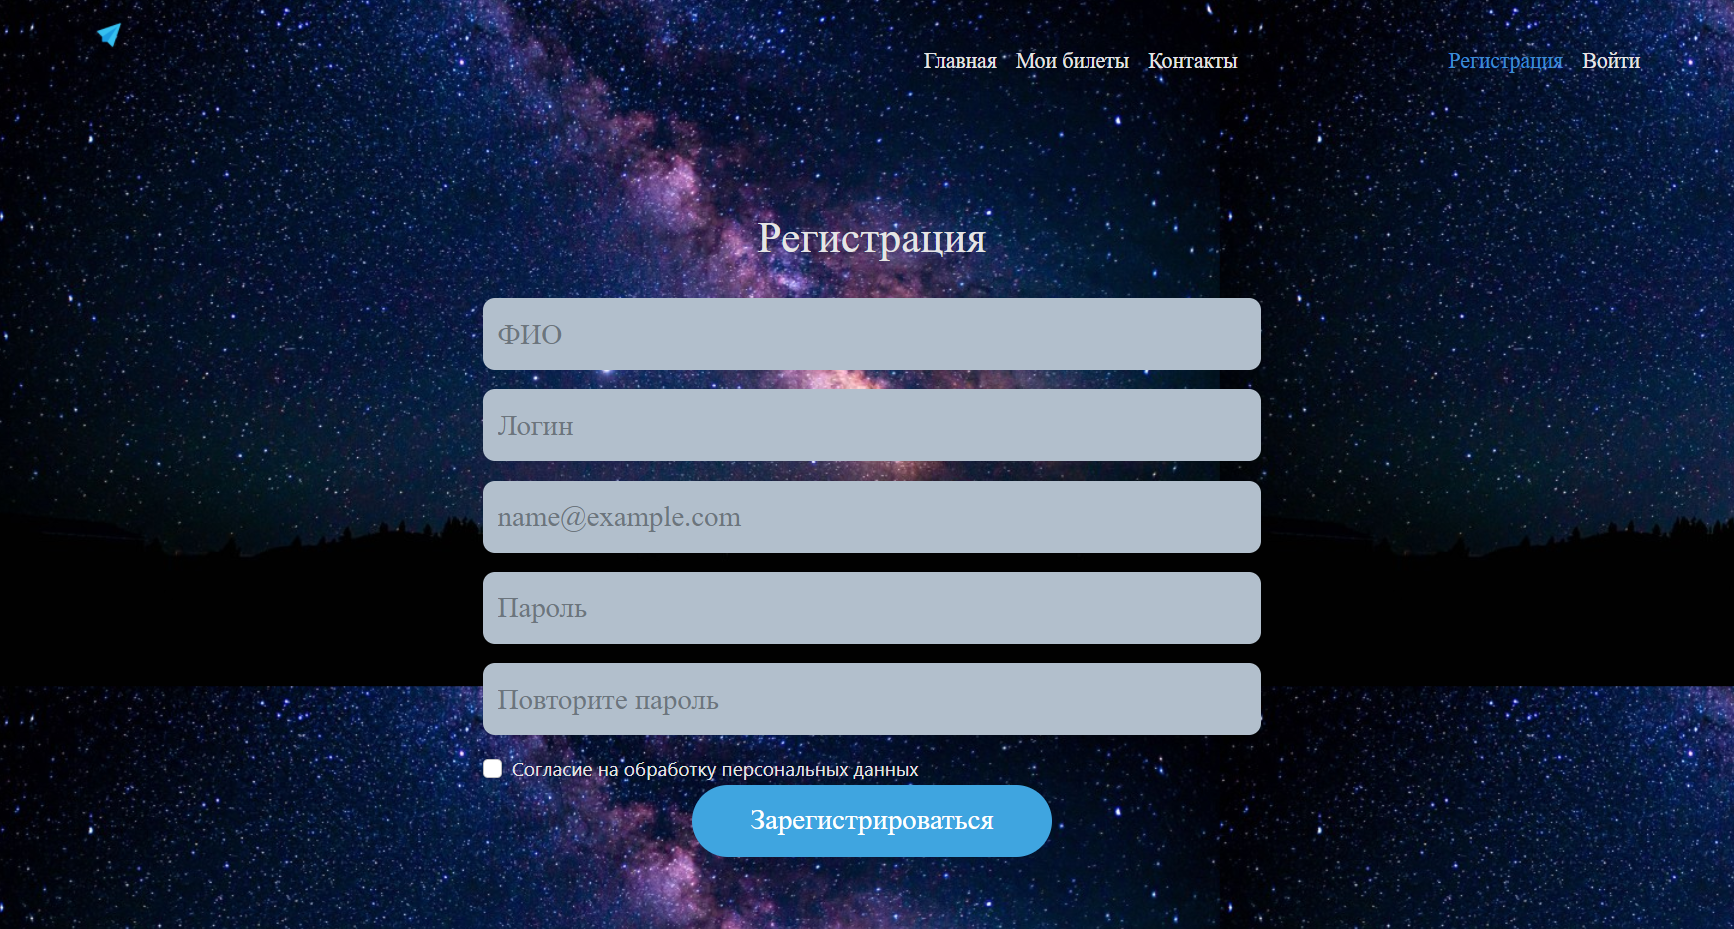 Главная Мои билеты Контакты Регистрация Войти
Регистрация
ФИО
Логин
name@example.com
Пароль
Повторите пароль
Согласие на обработку персональных данных
Зарегистрироваться